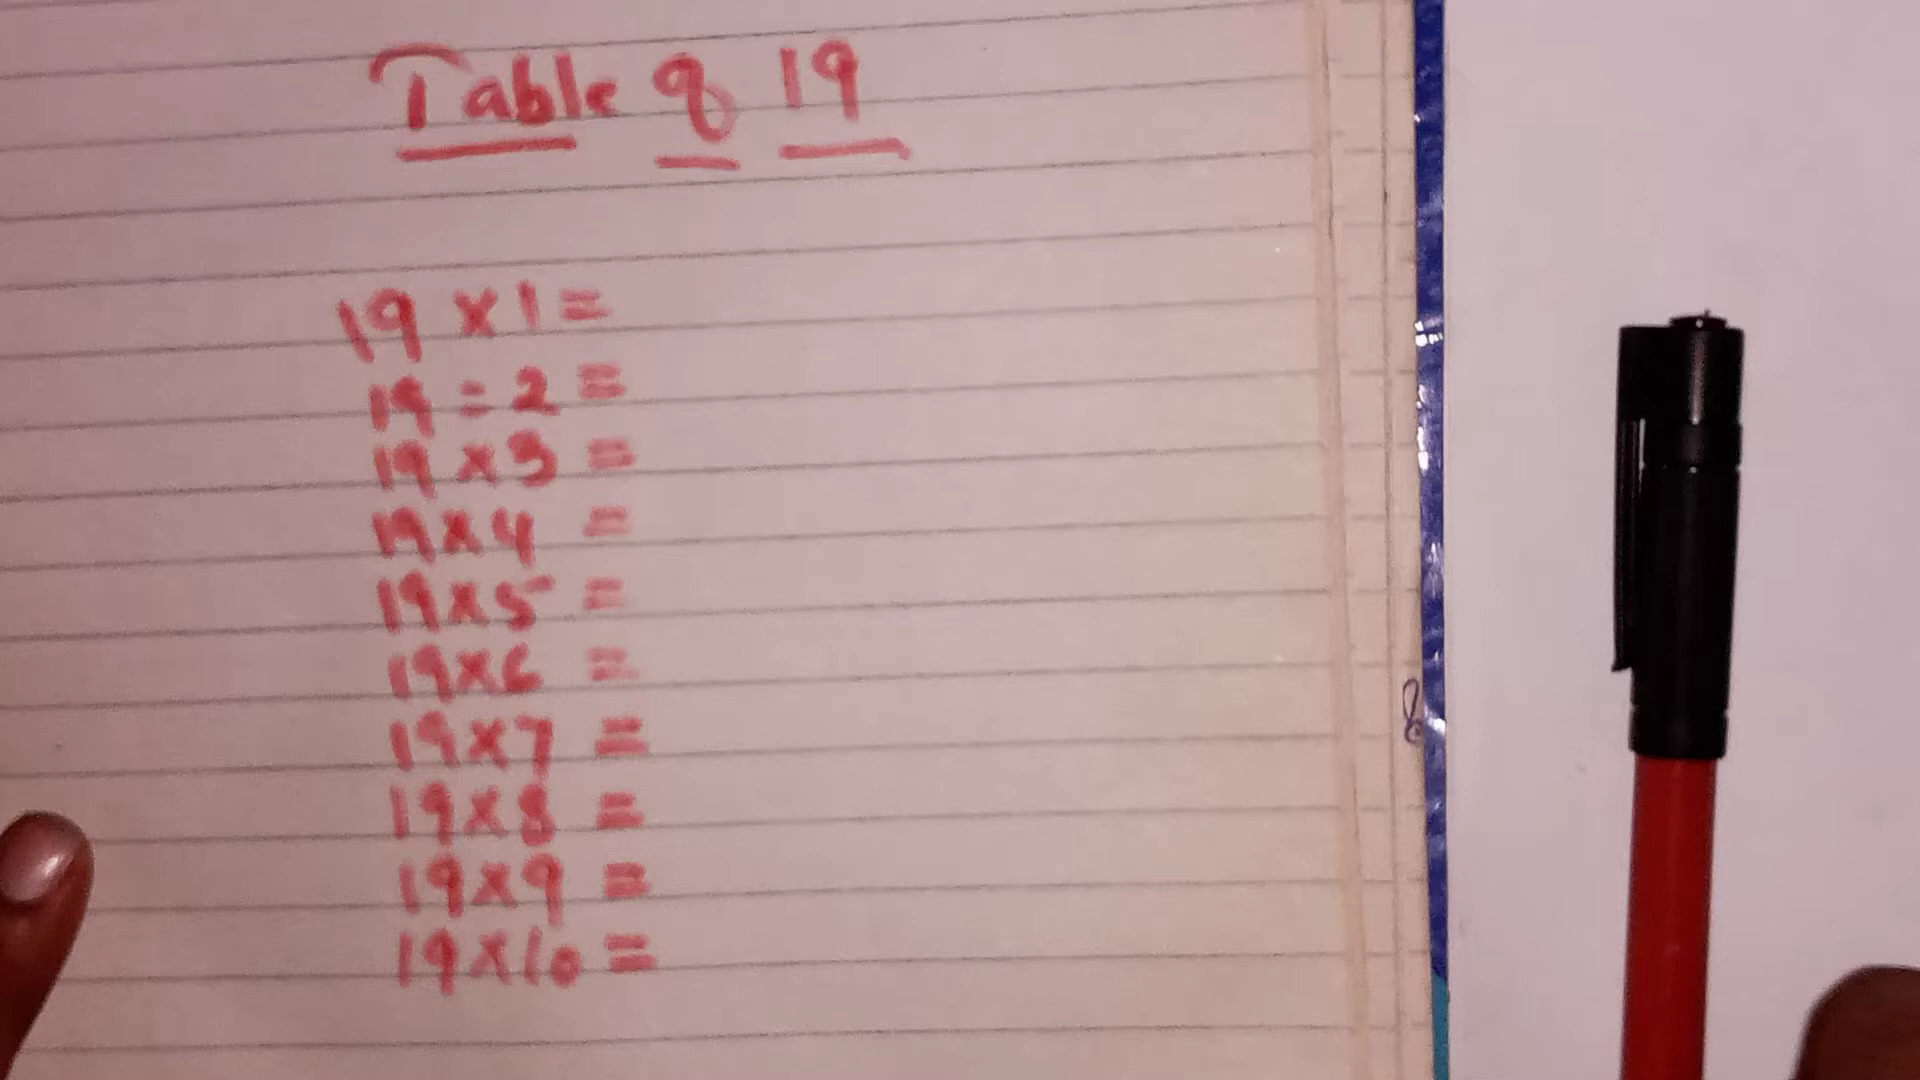 Table of 19
19 x 1 =
19 = 2 =
19 x 3 =
19 x 4 =
19 x 5 =
19 x 6 =
19 x 7 =
19 x 8 =
19 x 9 =
19 x 10 =